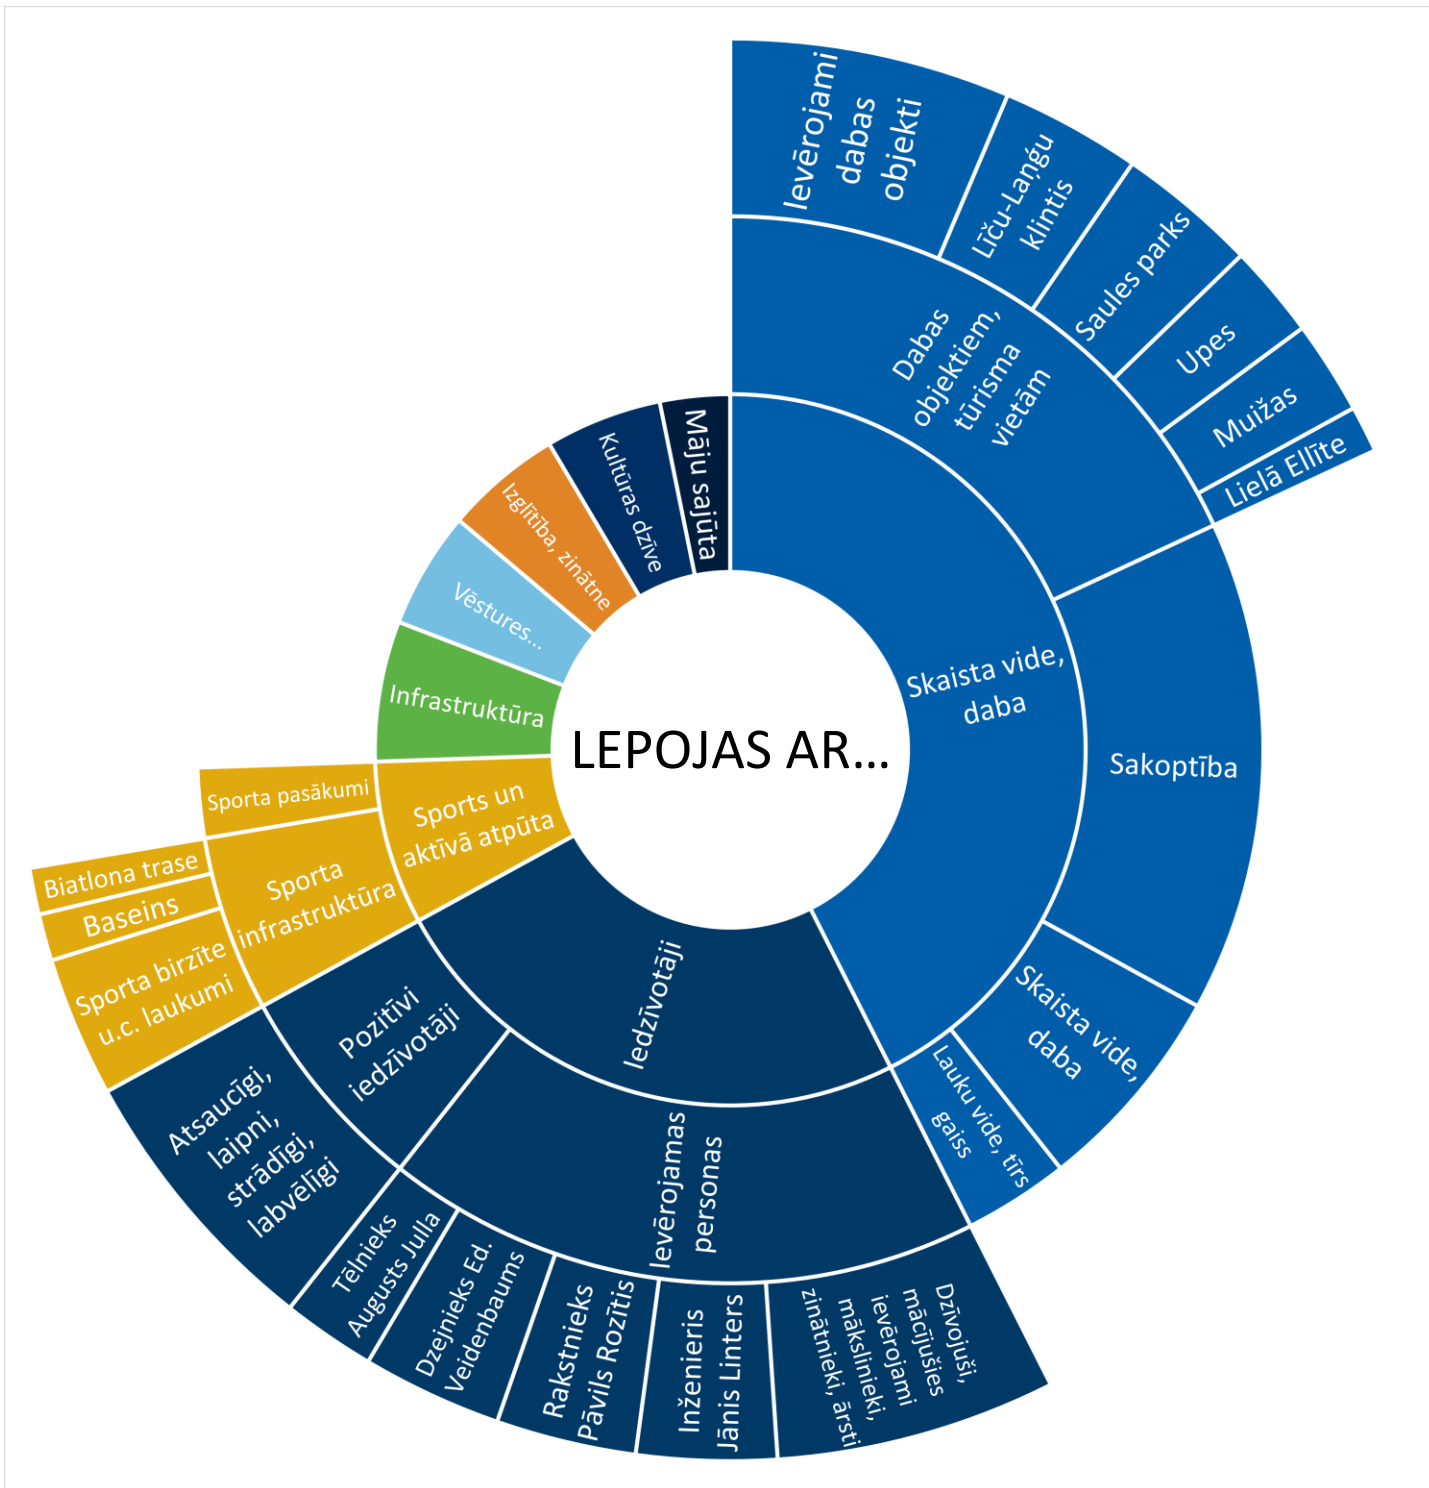 LEPOJAS AR...
Skaista vide,
daba
Dabas
objektiem,
tūrisma
vietām
Ievērojami
dabas
objekti
Līču-Laņģu
klintis
Saules parks
Upes
Muižas
Lielā Ellīte
Sakoptība
Skaista vide,
daba
Lauku vide, tīrs
gaiss
Iedzīvotāji
Ievērojamas
personas
Dzīvojuši,
mācījušies
ievērojami
mākslinieki,
zinātnieki, ārsti
Inženieris
Jānis Linters
Rakstnieks
Pāvils Rozītis
Dzejnieks Ed.
Veidenbaums
Tēlnieks
Augusts Julla
Pozitīvi
iedzīvotāji
Atsaucīgi,
laipni,
strādīgi,
labvēlīgi
Sports un
aktīvā atpūta
Sporta
infrastruktūra
Sporta birzīte
u.c. laukumi
Baseins
Biatlona trase
Sporta pasākumi
Infrastruktūra
Vēstures...
Izglītība, zinātne
Kultūras dzīve
Māju sajūta